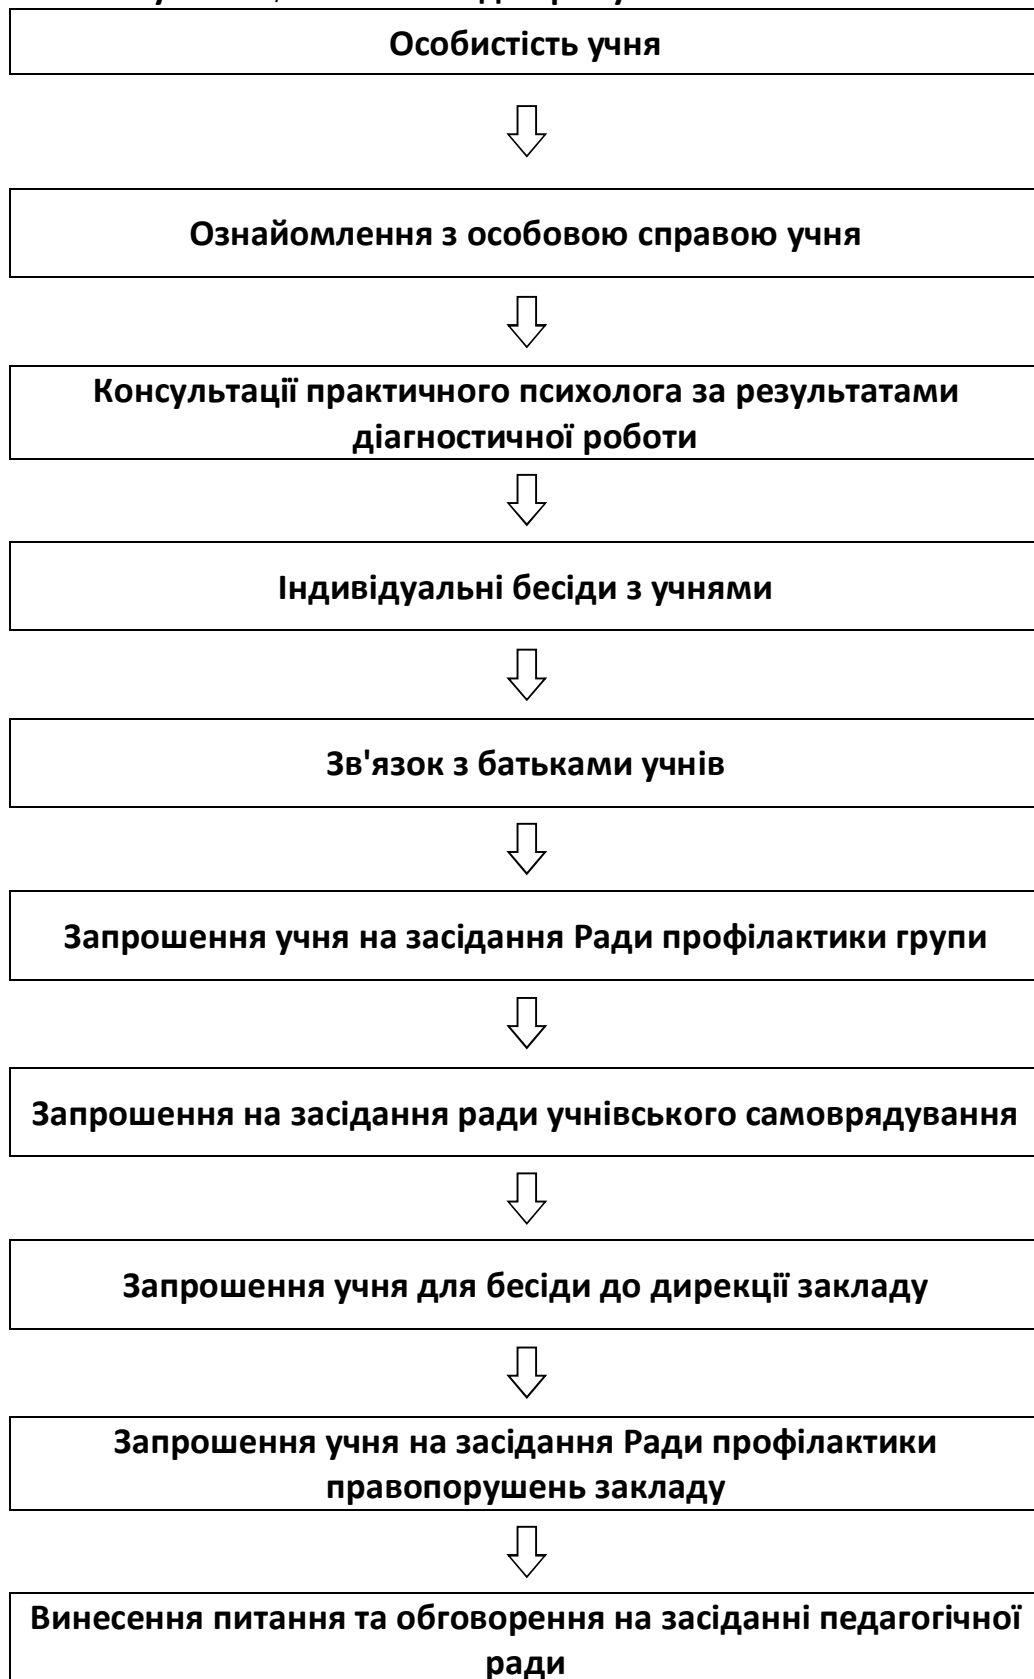 Особистість учня
Ознайомлення з особовою справою учня
Консультації практичного психолога за результатами
діагностичної роботи
Індивідуальні бесіди з учнями
Зв'язок з батьками учнів
Запрошення учня на засідання Ради профілактики групи
Запрошення на засідання ради учнівського самоврядування
Запрошення учня для бесіди до дирекції закладу
Запрошення учня на засідання Ради профілактики
правопорушень закладу
Винесення питання та обговорення на засіданні педагогічної
ради